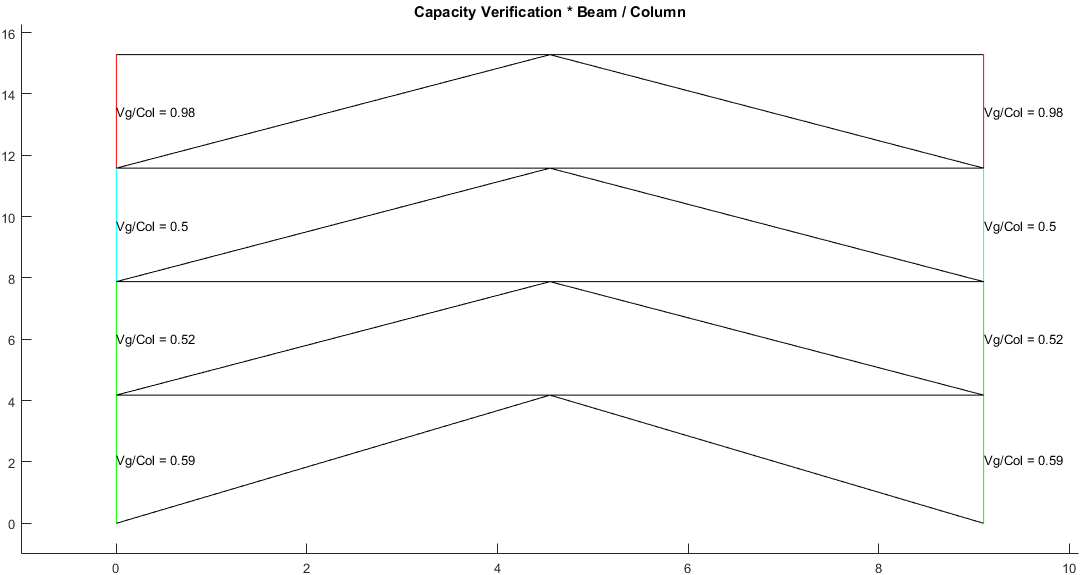 Capacity Verification * Beam / Column
16
14
Vg/Col = 0.98
Vg/Col = 0.98
12
10
Vg/Col = 0.5
Vg/Col = 0.5
8
6
Vg/Col = 0.52
Vg/Col = 0.52
4
2
Vg/Col = 0.59
Vg/Col = 0.59
0
0 2 4 6 8 10